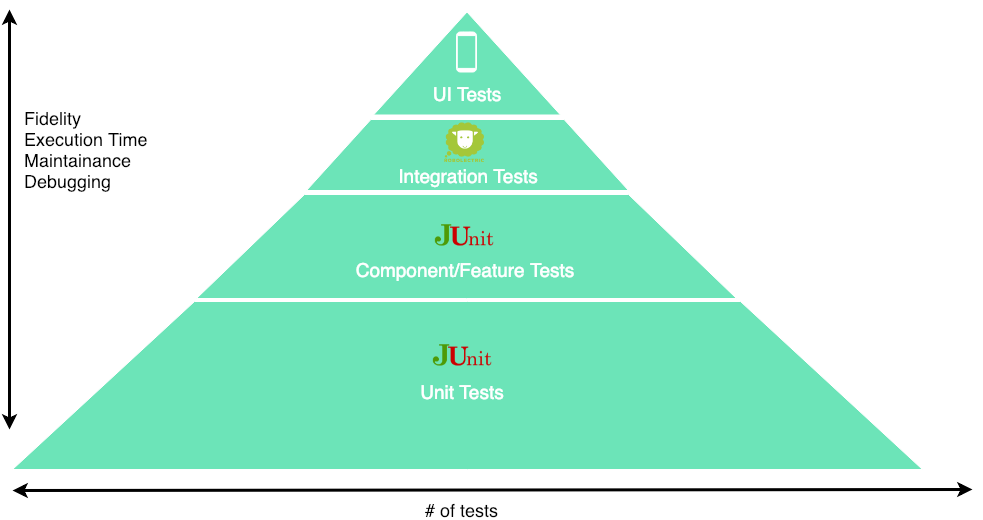 UI Tests
Fidelity
Execution Time
Maintainance
Debugging
Integration Tests
JUnit
Component/Feature Tests
JUnit
Unit Tests
# of tests